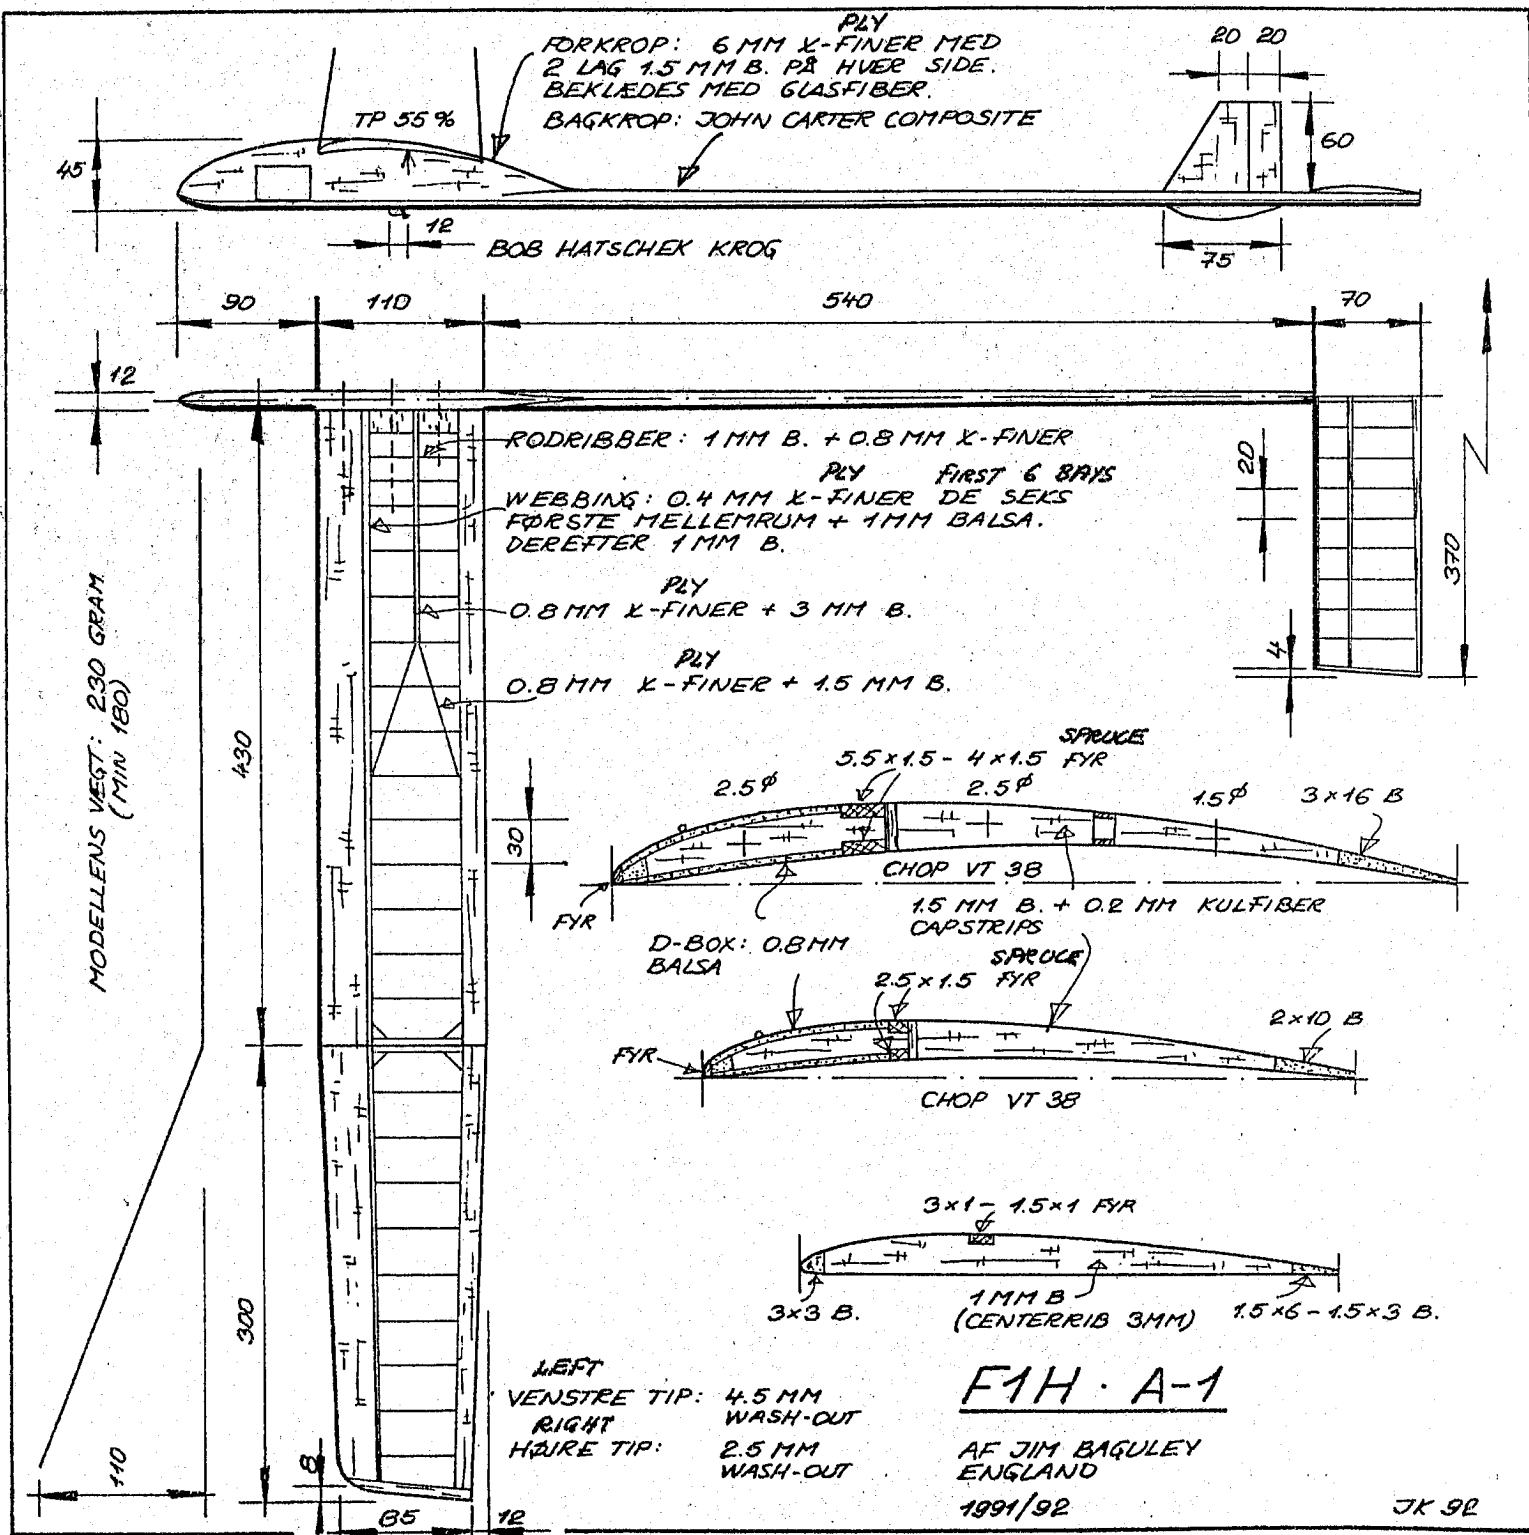 PLY
FORKROP: 6 MM X-FINER MED
2 LAG 1.5 MM B. PÅ HVER SIDE.
BEKLÆDES MED GLASFIBER.
BAGKROP: JOHN CARTER COMPOSITE
TP 55 %
20 20
60
45
12
BOB HATSCHEK KROG
75
90
110
540
70
12
RODRIBBER: 1 MM B. + 0.8 MM X-FINER
PLY FIRST 6 BAYS
WEBBING: 0.4 MM X-FINER DE SEKS
FØRSTE MELLEMRUM + 1 MM BALSA.
DEREFTER 1 MM B.
20
370
4
PLY
0.8 MM X-FINER + 3 MM B.
PLY
0.8 MM X-FINER + 1.5 MM B.
MODELLENS VÆGT: 230 GRAM
(MIN 180)
430
30
SPRUCE
5.5 x 1.5 - 4 x 1.5 FYR
2.5 φ
2.5 φ
1.5 φ
3 x 16 B
CHOP VT 38
FYR
1.5 MM B. + 0.2 MM KULFIBER
CAPSTRIPS
D-BOX: 0.8 MM
BALSA
SPRUCE
2.5 x 1.5 FYR
2 x 10 B
FYR
CHOP VT 38
3 x 1 - 1.5 x 1 FYR
3 x 3 B.
1 MM B
(CENTERRIB 3MM)
1.5 x 6 - 1.5 x 3 B.
300
110
8
85
12
LEFT
VENSTRE TIP: 4.5 MM
WASH-OUT
RIGHT
HØJRE TIP: 2.5 MM
WASH-OUT
F1H · A-1
AF JIM BAGULEY
ENGLAND
1991/92
JK 92